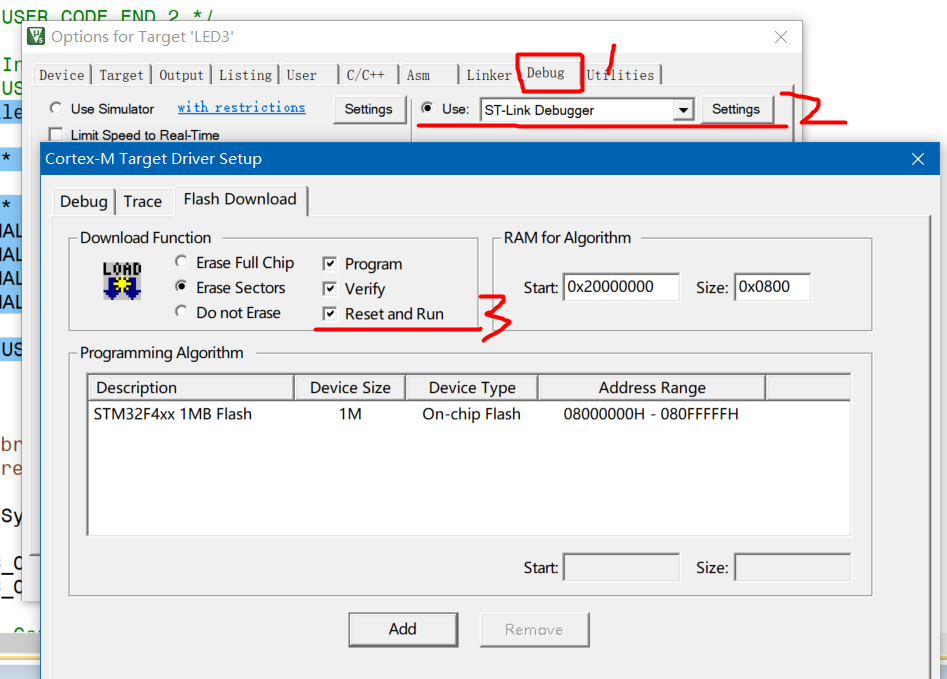 USER CODE END 2 */
Options for Target 'LED3'
Device Target Output Listing User C/C++ Asm Linker Debug Utilities
1
Use Simulator with restrictions Settings Use: ST-Link Debugger Settings
2
Limit Speed to Real-Time
Cortex-M Target Driver Setup
Debug Trace Flash Download
Download Function
RAM for Algorithm
LOAD
Erase Full Chip
Program
Erase Sectors
Verify
Do not Erase
Reset and Run
3
Start: 0x20000000 Size: 0x0800
Programming Algorithm
Description Device Size Device Type Address Range
STM32F4xx 1MB Flash 1M On-chip Flash 08000000H - 080FFFFFH
Start: Size:
Add Remove